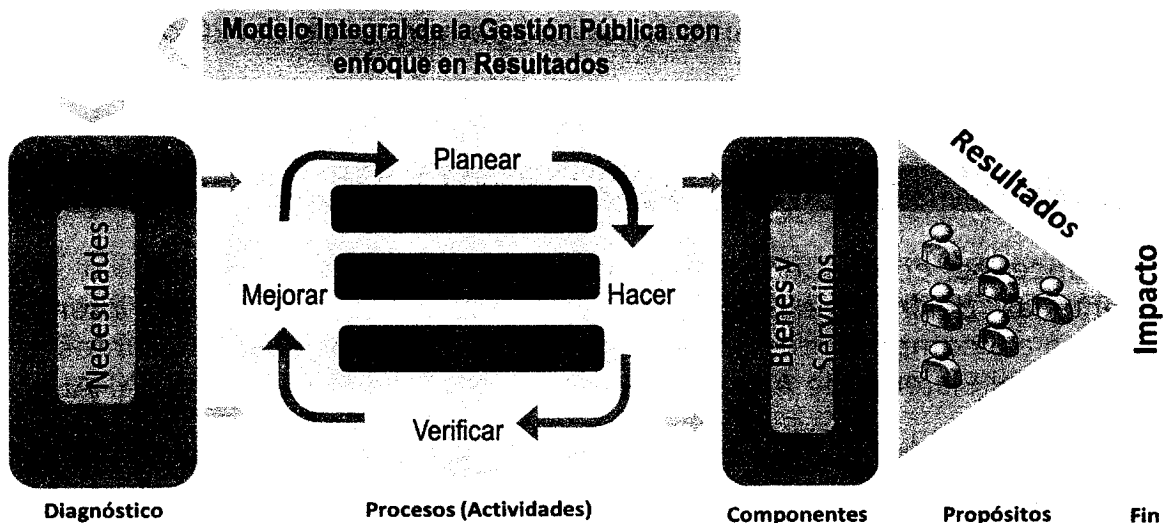 Modelo Integral de la Gestión Pública con
enfoque en Resultados
Necesidades
Planear
Hacer
Verificar
Mejorar
Bienes y
Servicios
Resultados
Impacto
Diagnóstico
Procesos (Actividades)
Componentes
Propósitos
Fin